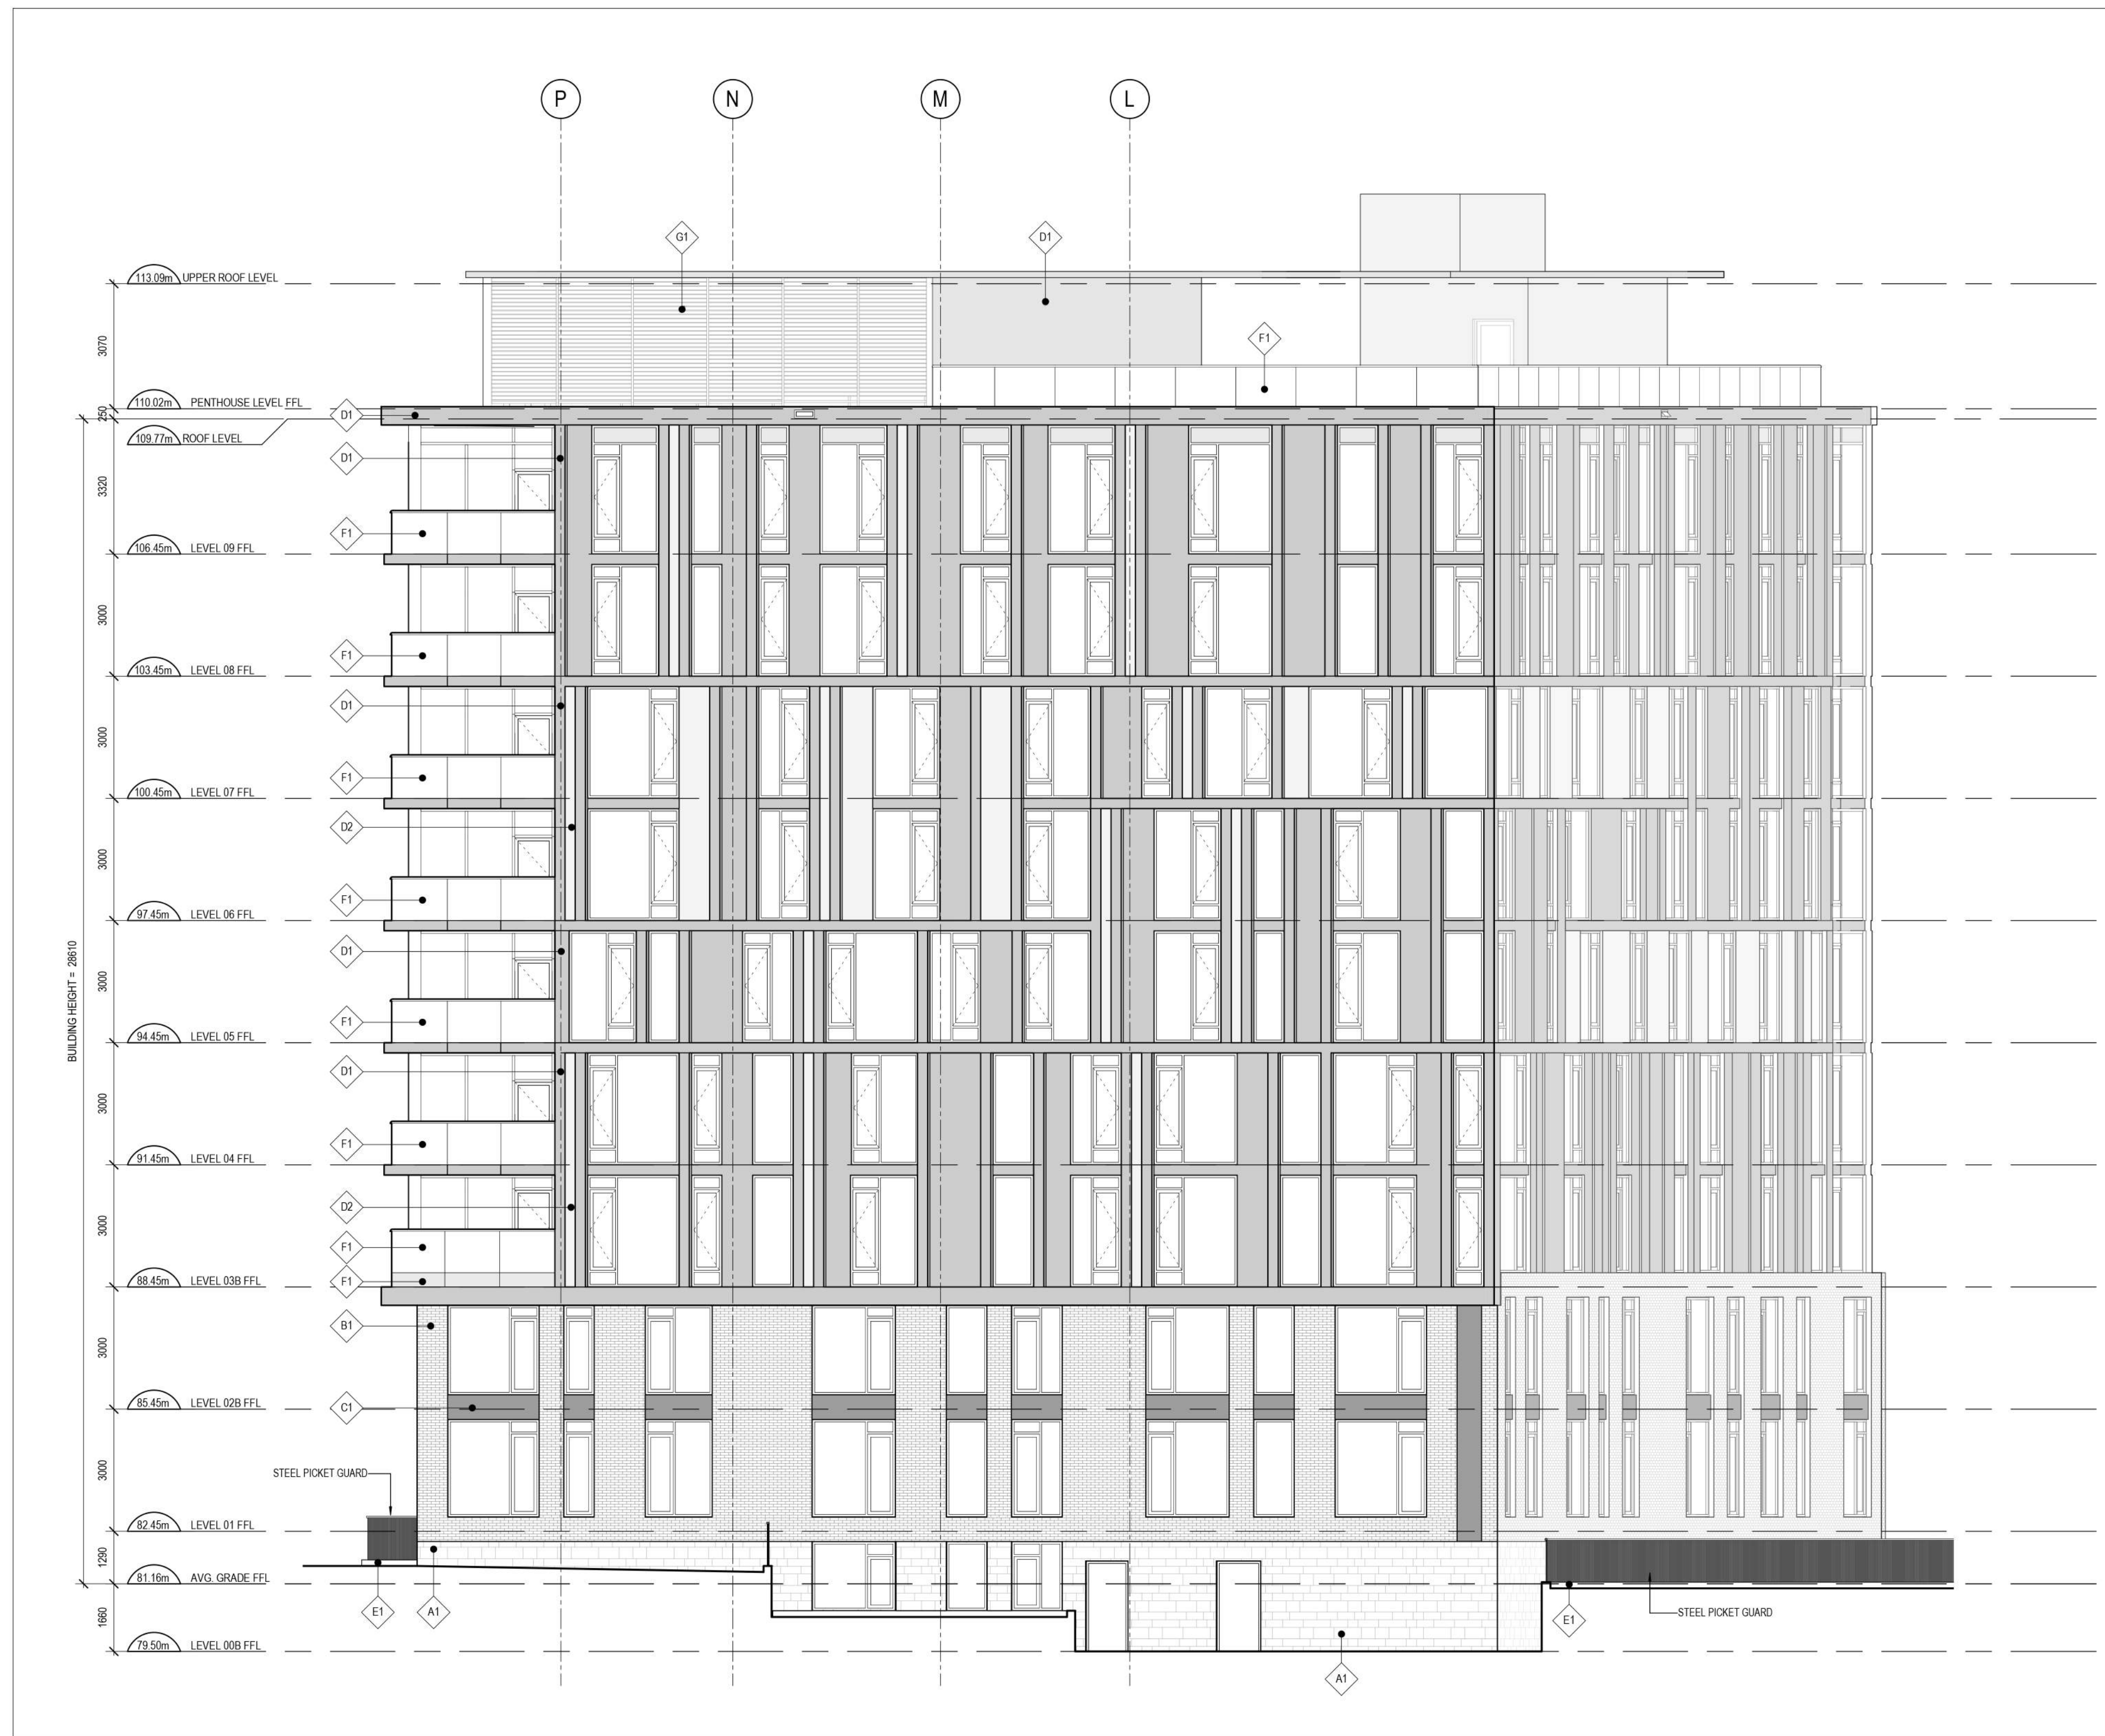 P N M L
G1 D1
113.09m UPPER ROOF LEVEL
3070
F1
110.02m PENTHOUSE LEVEL FFL
250
D1
109.77m ROOF LEVEL
D1
3320
F1
106.45m LEVEL 09 FFL
3000
F1
103.45m LEVEL 08 FFL
D1
3000
F1
100.45m LEVEL 07 FFL
D2
3000
F1
97.45m LEVEL 06 FFL
D1
3000
BUILDING HEIGHT = 28610
F1
94.45m LEVEL 05 FFL
D1
3000
F1
91.45m LEVEL 04 FFL
D2
3000
F1
F1
88.45m LEVEL 03B FFL
B1
3000
C1
85.45m LEVEL 02B FFL
3000
STEEL PICKET GUARD
82.45m LEVEL 01 FFL
1290
81.16m AVG. GRADE FFL
E1 A1
1660
E1
STEEL PICKET GUARD
79.50m LEVEL 00B FFL
A1